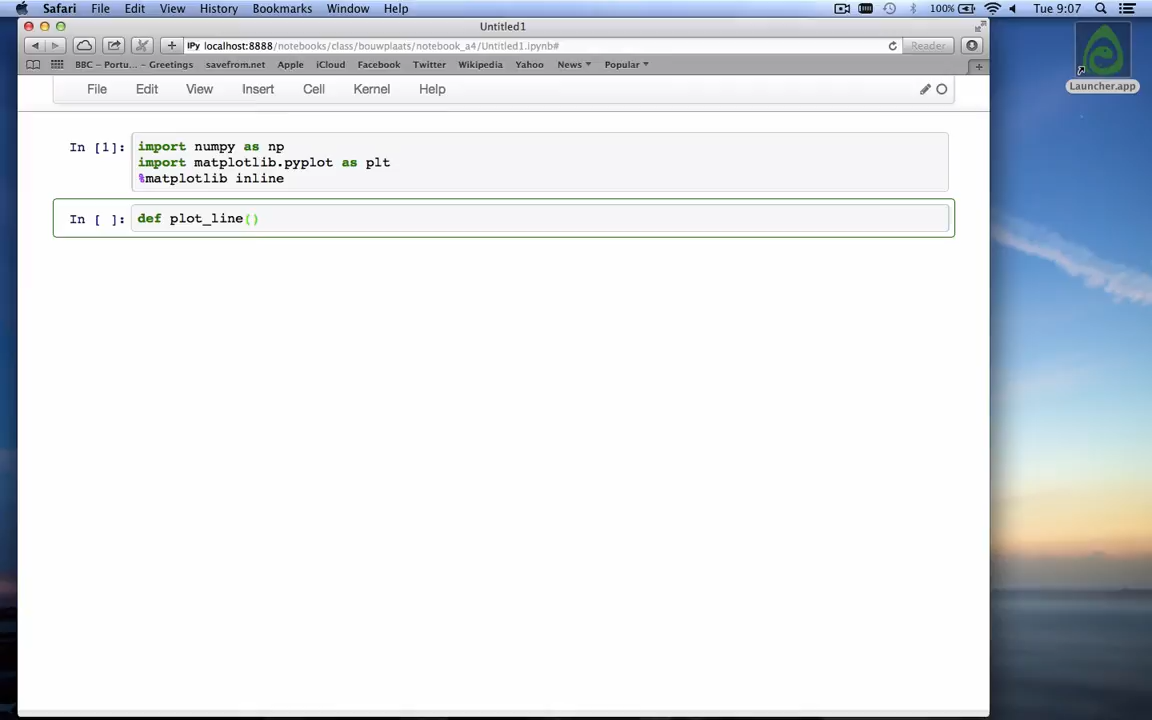 Safari File Edit View History Bookmarks Window Help 100% Tue 9:07
Untitled1
IPy localhost:8888/notebooks/class/bouwplaats/notebook_a4/Untitled1.ipynb# Reader
BBC – Portu... – Greetings savefrom.net Apple iCloud Facebook Twitter Wikipedia Yahoo News Popular
Launcher.app
File Edit View Insert Cell Kernel Help
In [1]: import numpy as np
import matplotlib.pyplot as plt
%matplotlib inline
In [ ]: def plot_line()